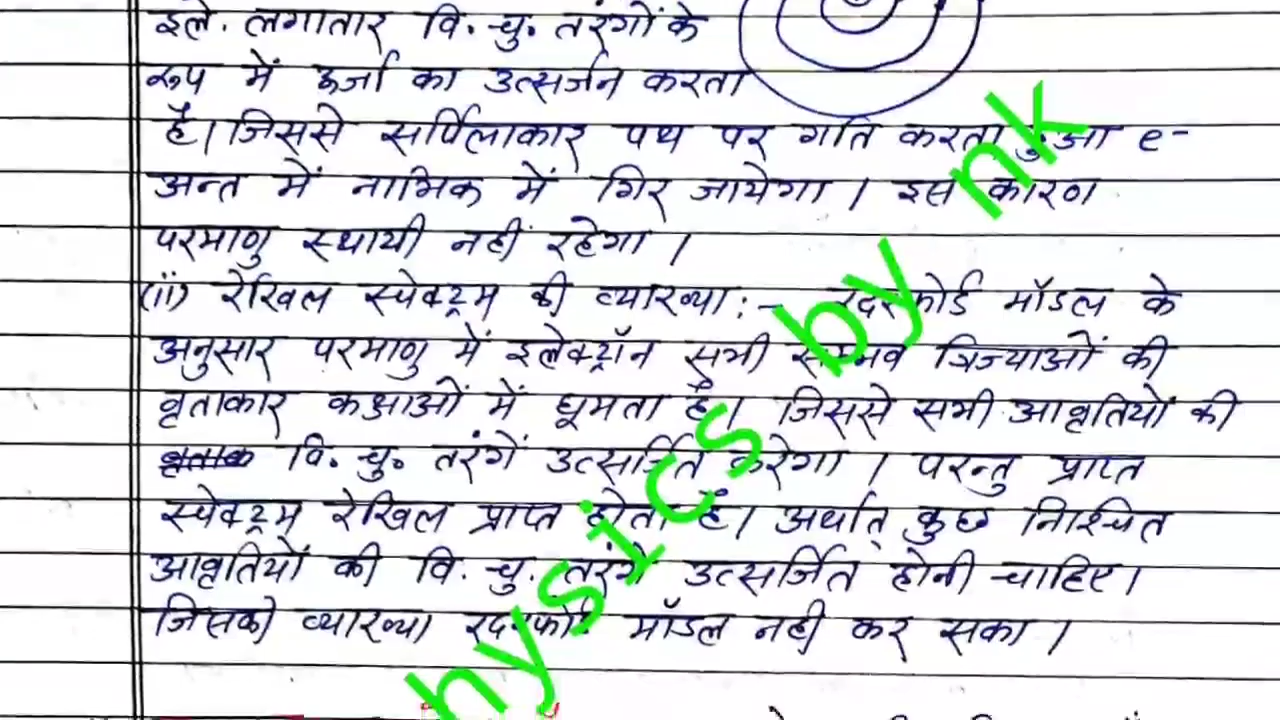 इले. लगातार वि. चु. तरंगों के
रूप में ऊर्जा का उत्सर्जन करता
है। जिससे सर्पिलाकार पथ पर गति करता हुआ e-
अन्त में नाभिक में गिर जायेगा । इस कारण
परमाणु स्थायी नहीं रहेगा ।
(ii) रेखिल स्पेक्ट्रम की व्याख्या :- रदरफोर्ड मॉडल के
अनुसार परमाणु में इलेक्ट्रॉन सभी सम्भव त्रिज्याओं की
वृताकार कक्षाओं में घूमता है। जिससे सभी आवृतियों की
वि. चु. तरंगें उत्सर्जित करेगा । परन्तु प्राप्त
स्पेक्ट्रम रेखिल प्राप्त होता है। अर्थात् कुछ निश्चित
आवृतियों की वि. चु. तरंगें उत्सर्जित होनी चाहिए।
जिसकी व्याख्या रदरफोर्ड मॉडल नही कर सका ।
hysics by nk